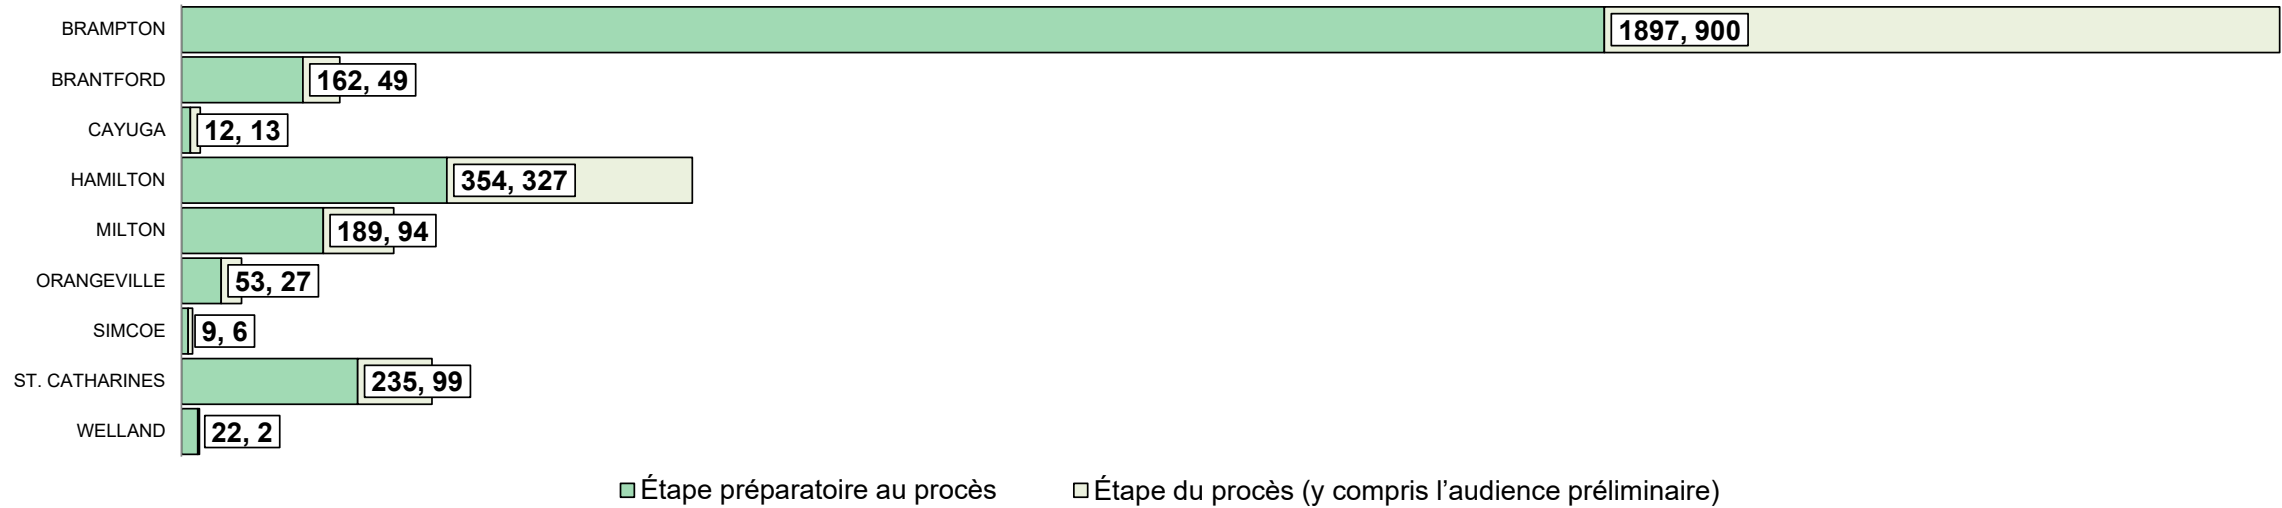 BRAMPTON 1897, 900
BRANTFORD 162, 49
CAYUGA 12, 13
HAMILTON 354, 327
MILTON 189, 94
ORANGEVILLE 53, 27
SIMCOE 9, 6
ST. CATHARINES 235, 99
WELLAND 22, 2
Étape préparatoire au procès Étape du procès (y compris l’audience préliminaire)